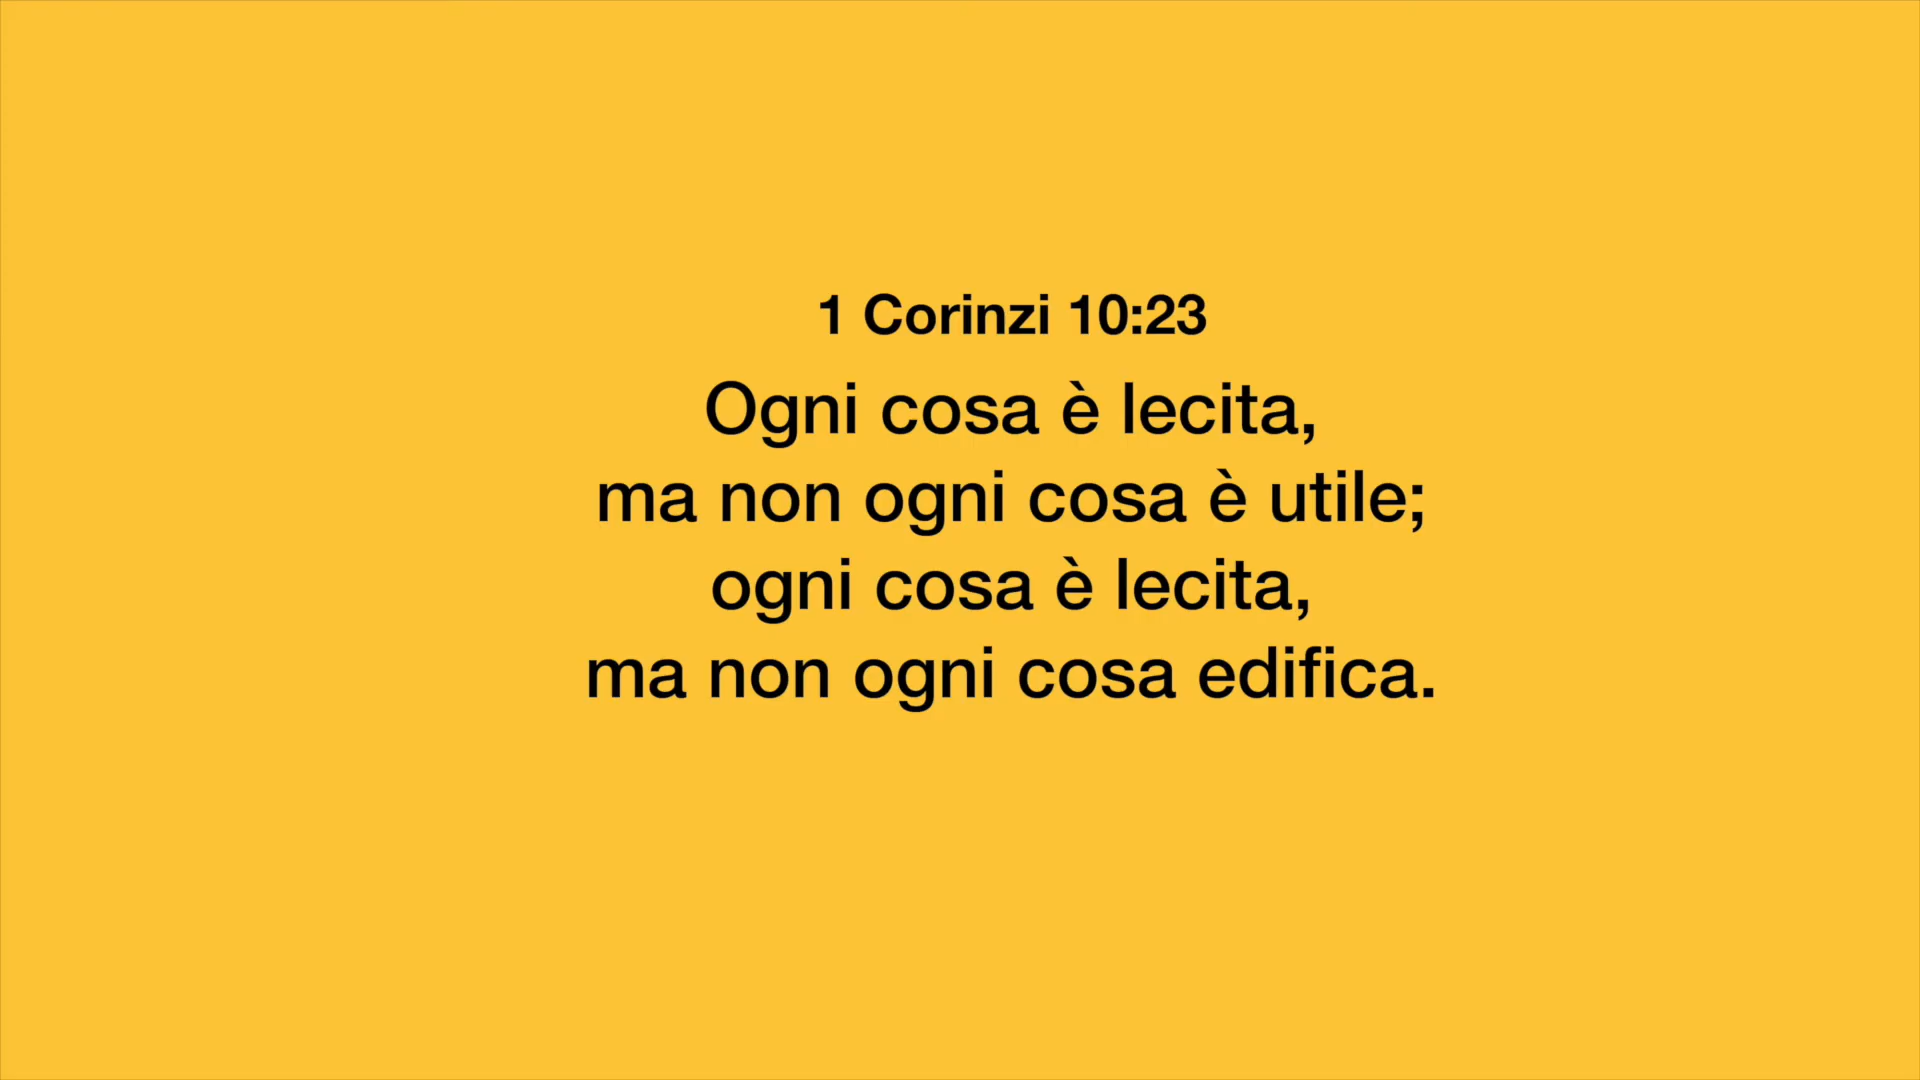 1 Corinzi 10:23
Ogni cosa è lecita,
ma non ogni cosa è utile;
ogni cosa è lecita,
ma non ogni cosa edifica.